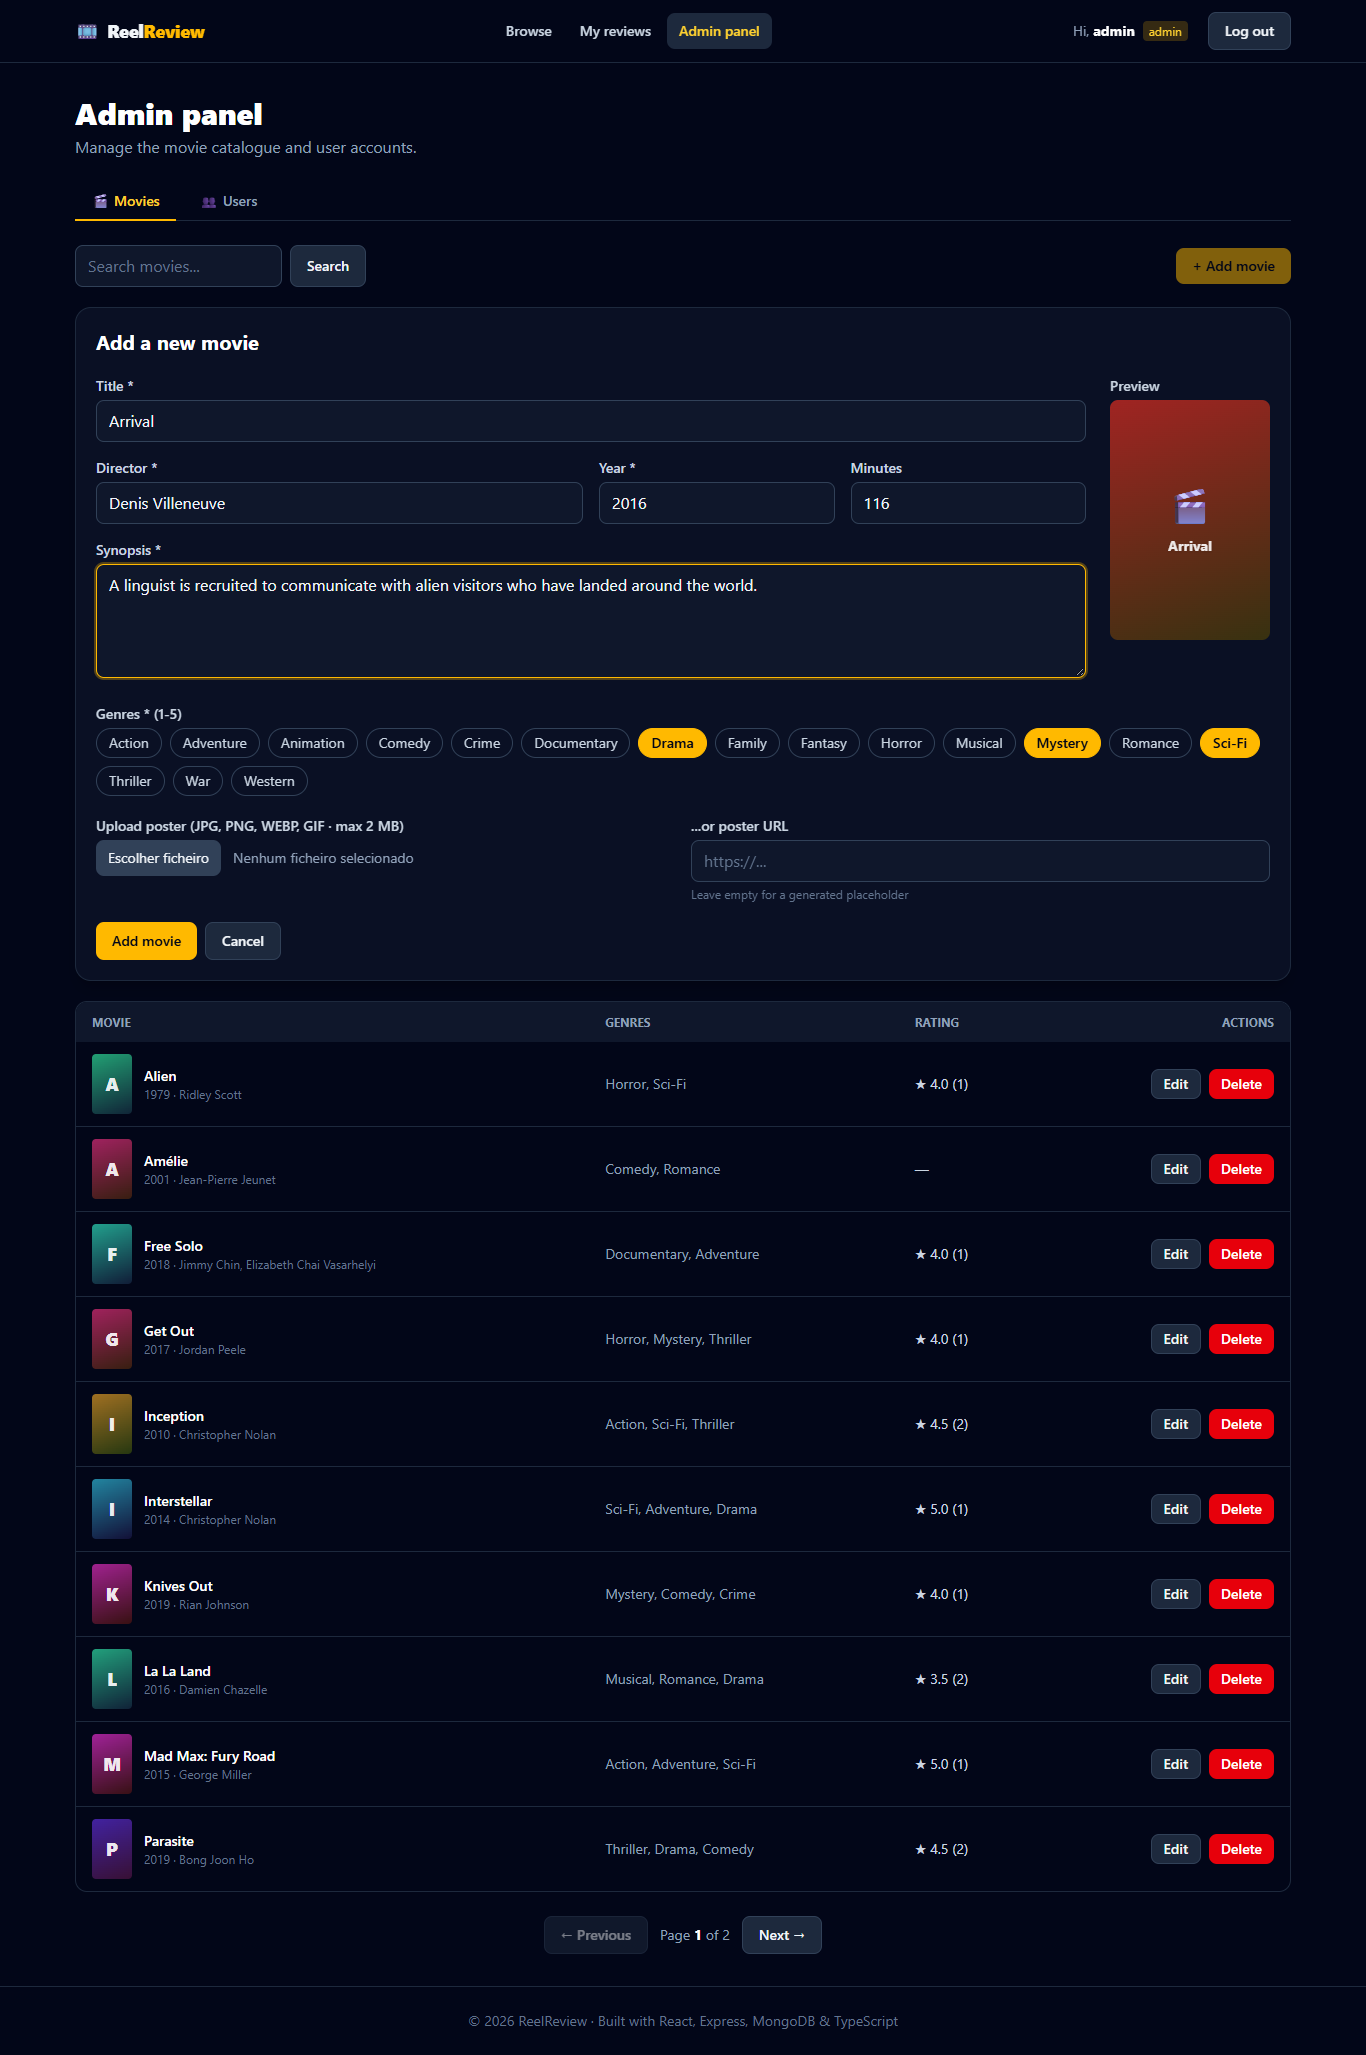 ReelReview
Browse
My reviews
Admin panel
Hi, admin admin
Log out
Admin panel
Manage the movie catalogue and user accounts.
Movies
Users
Search movies...
Search
+ Add movie
Add a new movie
Title *
Preview
Arrival
Director *
Year *
Minutes
Denis Villeneuve
2016
116
Arrival
Synopsis *
A linguist is recruited to communicate with alien visitors who have landed around the world.
Genres * (1-5)
Action
Adventure
Animation
Comedy
Crime
Documentary
Drama
Family
Fantasy
Horror
Musical
Mystery
Romance
Sci-Fi
Thriller
War
Western
Upload poster (JPG, PNG, WEBP, GIF · max 2 MB)
...or poster URL
Escolher ficheiro
Nenhum ficheiro selecionado
https://...
Leave empty for a generated placeholder
Add movie
Cancel
MOVIE
GENRES
RATING
ACTIONS
A
Alien
1979 · Ridley Scott
Horror, Sci-Fi
★ 4.0 (1)
Edit
Delete
A
Amélie
2001 · Jean-Pierre Jeunet
Comedy, Romance
—
Edit
Delete
F
Free Solo
2018 · Jimmy Chin, Elizabeth Chai Vasarhelyi
Documentary, Adventure
★ 4.0 (1)
Edit
Delete
G
Get Out
2017 · Jordan Peele
Horror, Mystery, Thriller
★ 4.0 (1)
Edit
Delete
I
Inception
2010 · Christopher Nolan
Action, Sci-Fi, Thriller
★ 4.5 (2)
Edit
Delete
I
Interstellar
2014 · Christopher Nolan
Sci-Fi, Adventure, Drama
★ 5.0 (1)
Edit
Delete
K
Knives Out
2019 · Rian Johnson
Mystery, Comedy, Crime
★ 4.0 (1)
Edit
Delete
L
La La Land
2016 · Damien Chazelle
Musical, Romance, Drama
★ 3.5 (2)
Edit
Delete
M
Mad Max: Fury Road
2015 · George Miller
Action, Adventure, Sci-Fi
★ 5.0 (1)
Edit
Delete
P
Parasite
2019 · Bong Joon Ho
Thriller, Drama, Comedy
★ 4.5 (2)
Edit
Delete
← Previous
Page 1 of 2
Next →
© 2026 ReelReview · Built with React, Express, MongoDB & TypeScript